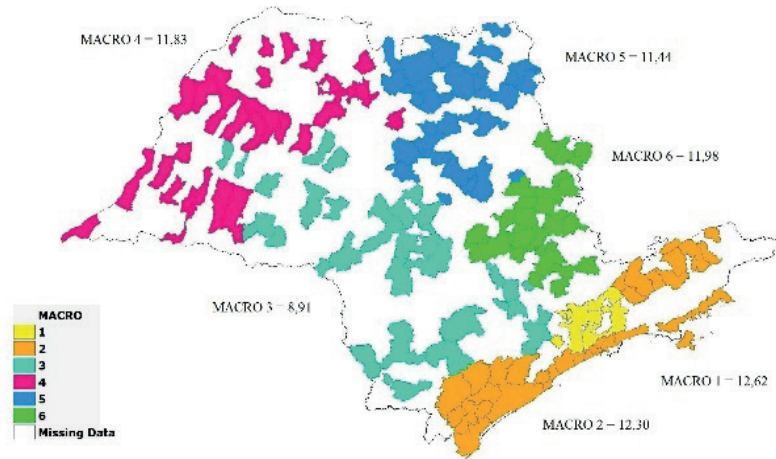 MACRO 4 = 11,83
MACRO 5 = 11,44
MACRO 6 = 11,98
MACRO 3 = 8,91
MACRO 1 = 12,62
MACRO 2 = 12,30
MACRO
1
2
3
4
5
6
Missing Data